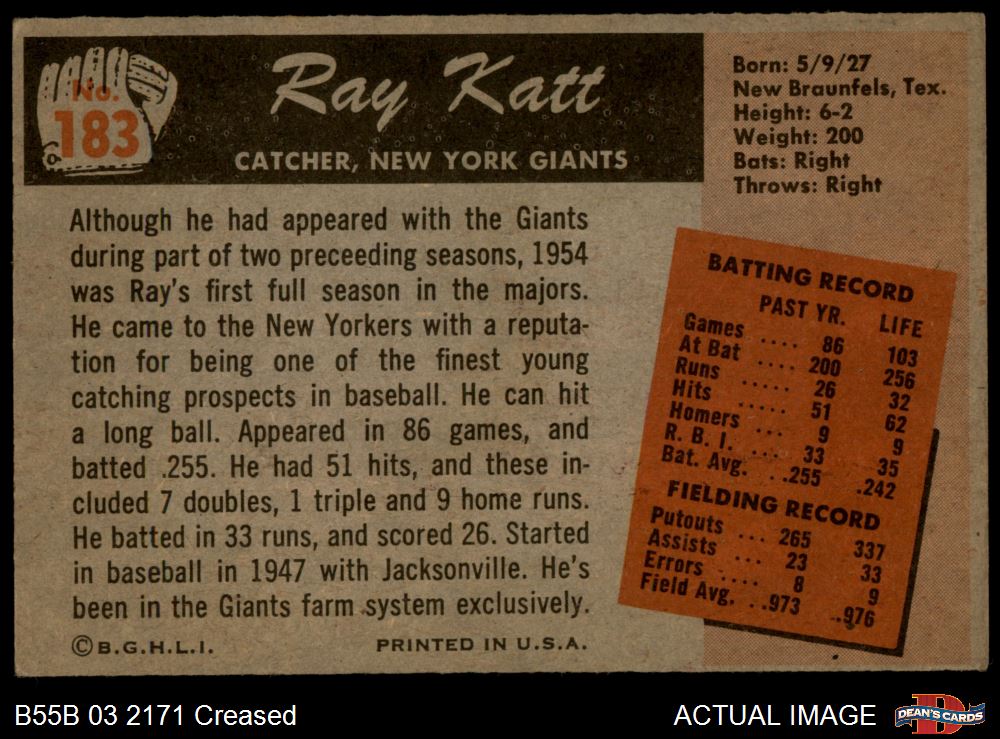 No.
183
Ray Katt
CATCHER, NEW YORK GIANTS
Born: 5/9/27
New Braunfels, Tex.
Height: 6-2
Weight: 200
Bats: Right
Throws: Right
Although he had appeared with the Giants
during part of two preceeding seasons, 1954
was Ray's first full season in the majors.
He came to the New Yorkers with a reputa-
tion for being one of the finest young
catching prospects in baseball. He can hit
a long ball. Appeared in 86 games, and
batted .255. He had 51 hits, and these in-
cluded 7 doubles, 1 triple and 9 home runs.
He batted in 33 runs, and scored 26. Started
in baseball in 1947 with Jacksonville. He's
been in the Giants farm system exclusively.
BATTING RECORD
PAST YR. LIFE
Games .... 86 103
At Bat .... 200 256
Runs ..... 26 32
Hits ..... 51 62
Homers ... 9 9
R. B. I. ... 33 35
Bat. Avg. . .255 .242
FIELDING RECORD
Putouts ... 265 337
Assists ... 23 33
Errors .... 8 9
Field Avg. . .973 .976
©B.G.H.L.I. PRINTED IN U.S.A.
B55B 03 2171 Creased
ACTUAL IMAGE
D
DEAN'S CARDS